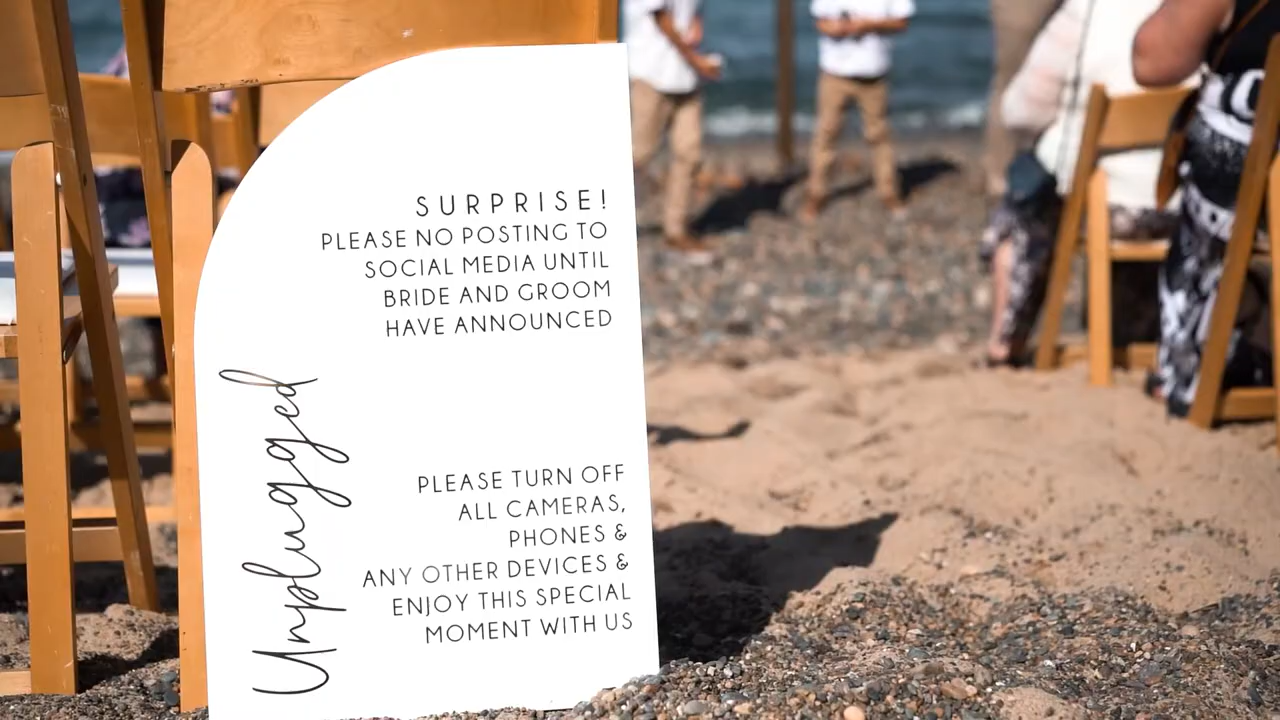 SURPRISE!
PLEASE NO POSTING TO
SOCIAL MEDIA UNTIL
BRIDE AND GROOM
HAVE ANNOUNCED
Unplugged
PLEASE TURN OFF
ALL CAMERAS,
PHONES &
ANY OTHER DEVICES &
ENJOY THIS SPECIAL
MOMENT WITH US